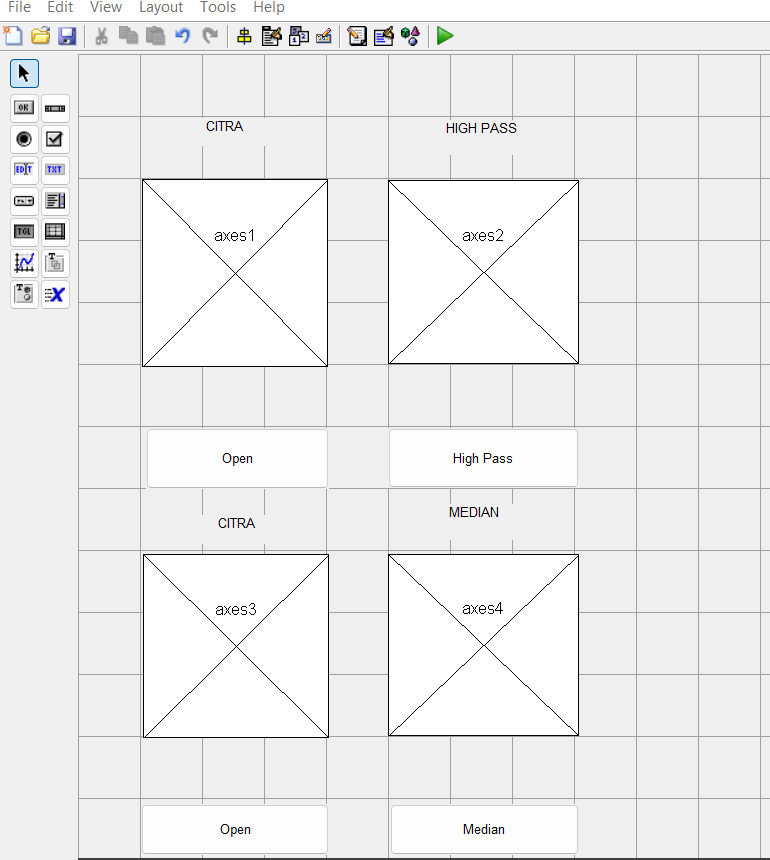 File Edit View Layout Tools Help
OK
EDIT TXT
TGL
CITRA HIGH PASS
axes1 axes2
Open High Pass
CITRA MEDIAN
axes3 axes4
Open Median